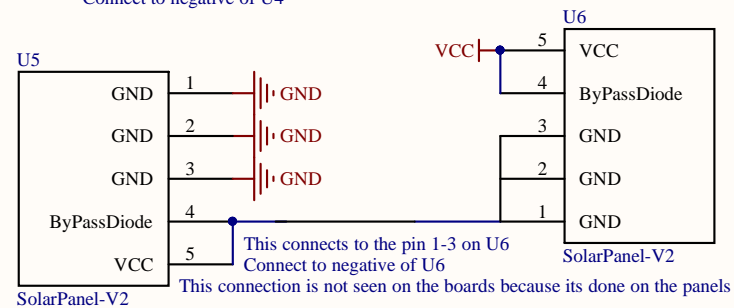 Connect to negative of U4
U6
VCC
5
VCC
4
ByPassDiode
3
GND
2
GND
1
GND
SolarPanel-V2
U5
GND
1
GND
GND
2
GND
GND
3
GND
ByPassDiode
4
VCC
5
SolarPanel-V2
This connects to the pin 1-3 on U6
Connect to negative of U6
This connection is not seen on the boards because its done on the panels